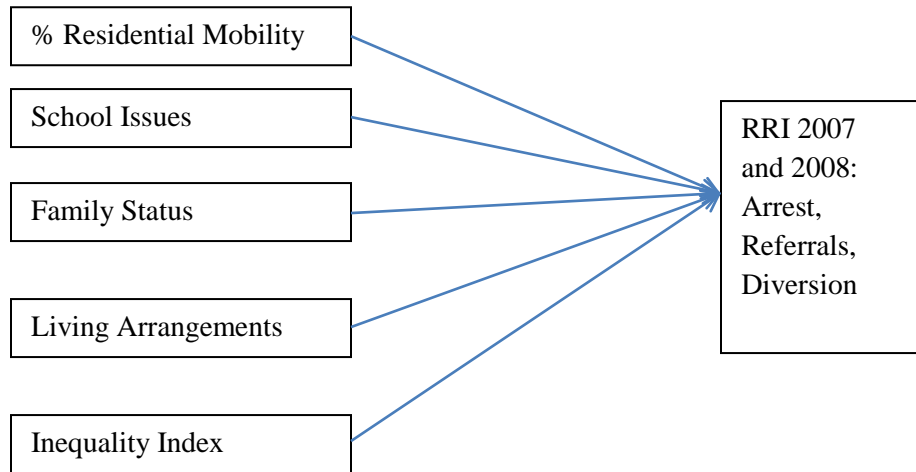 % Residential Mobility
School Issues
Family Status
Living Arrangements
Inequality Index
RRI 2007
and 2008:
Arrest,
Referrals,
Diversion